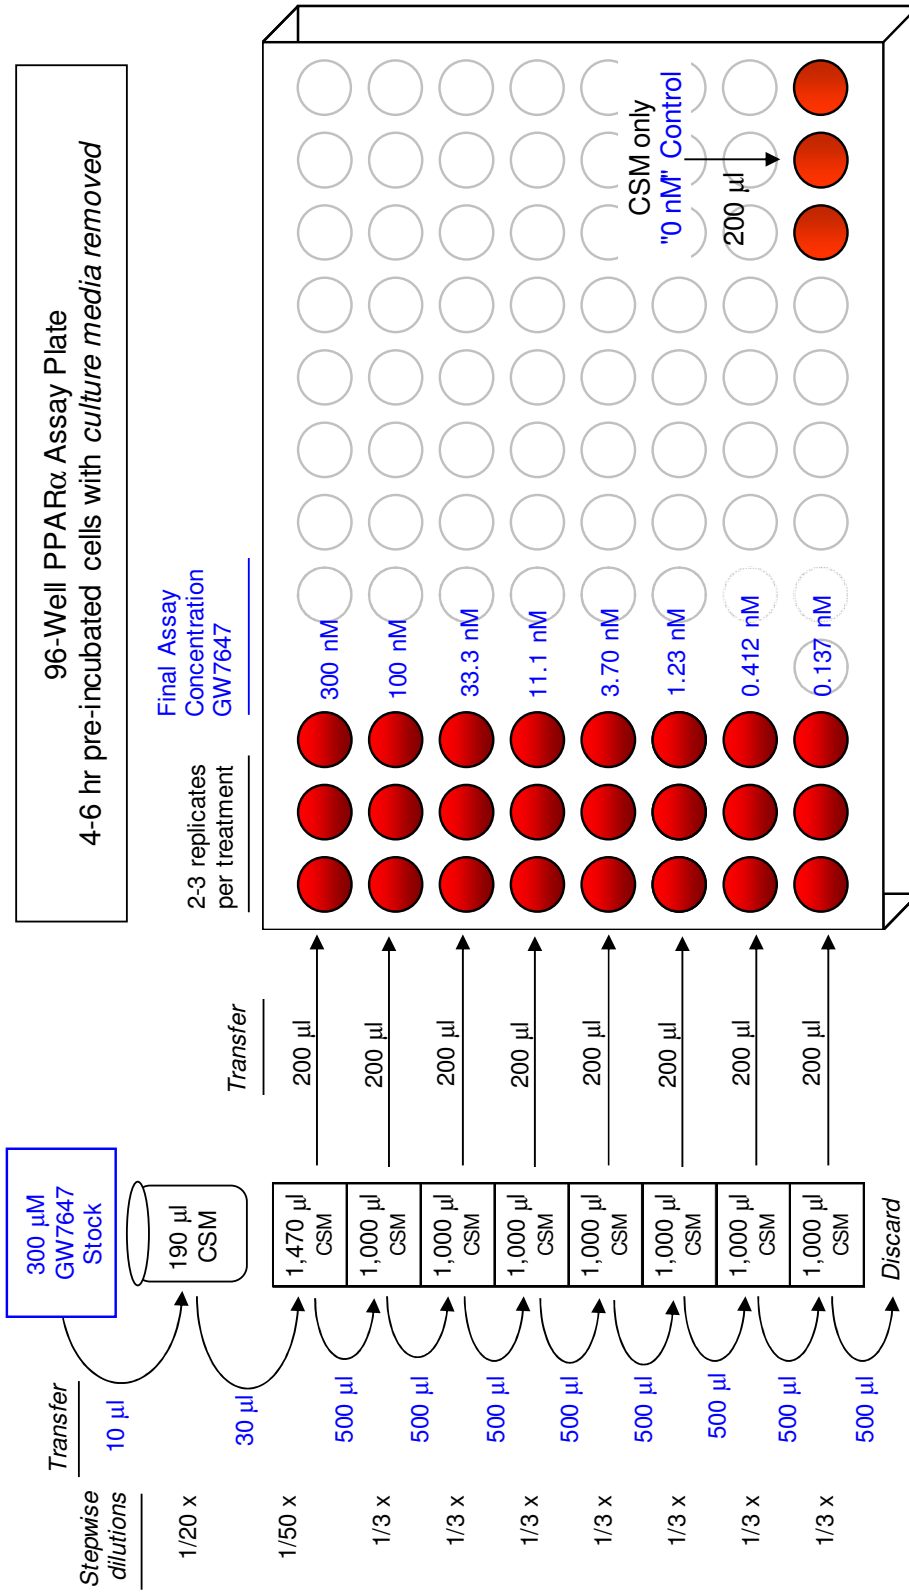 96-Well PPARα Assay Plate
4-6 hr pre-incubated cells with culture media removed
Stepwise
dilutions
Transfer
300 µM
GW7647
Stock
Transfer
2-3 replicates
per treatment
Final Assay
Concentration
GW7647
10 µl
1/20 x
190 µl
CSM
30 µl
1/50 x
1,470 µl
CSM
200 µl
300 nM
500 µl
1/3 x
1,000 µl
CSM
200 µl
100 nM
500 µl
1/3 x
1,000 µl
CSM
200 µl
33.3 nM
500 µl
1/3 x
1,000 µl
CSM
200 µl
11.1 nM
500 µl
1/3 x
1,000 µl
CSM
200 µl
3.70 nM
500 µl
1/3 x
1,000 µl
CSM
200 µl
1.23 nM
500 µl
1/3 x
1,000 µl
CSM
200 µl
0.412 nM
500 µl
1/3 x
1,000 µl
CSM
200 µl
0.137 nM
500 µl
Discard
CSM only
"0 nM" Control
200 µl